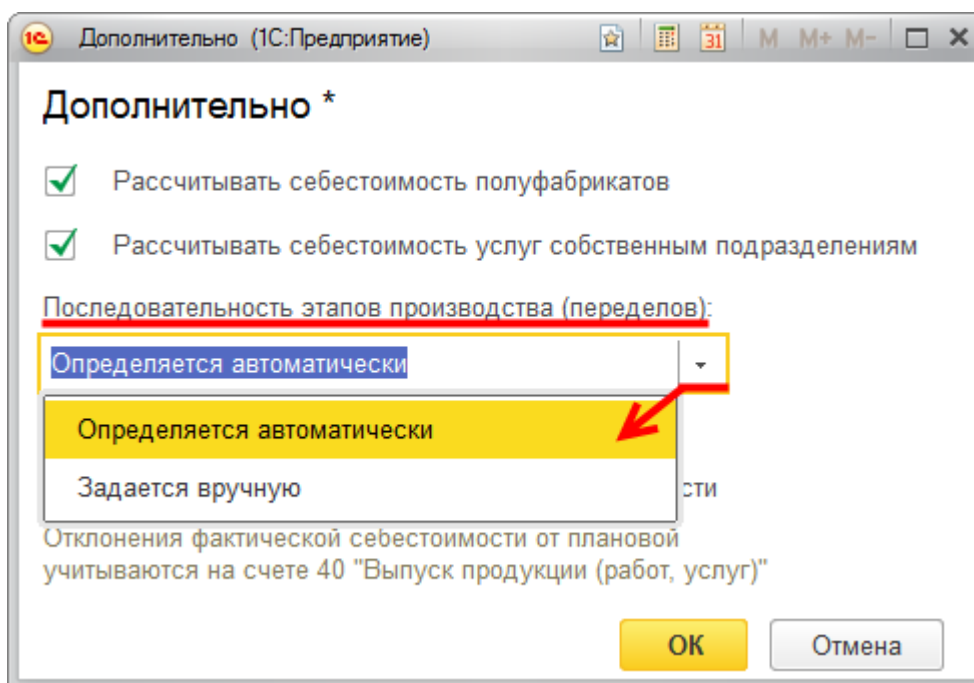 1С Дополнительно (1С:Предприятие) 31 M M+ M-
Дополнительно *
Рассчитывать себестоимость полуфабрикатов
Рассчитывать себестоимость услуг собственным подразделениям
Последовательность этапов производства (переделов):
Определяется автоматически
Определяется автоматически
Задается вручную
сти
Отклонения фактической себестоимости от плановой
учитываются на счете 40 "Выпуск продукции (работ, услуг)"
ОК Отмена